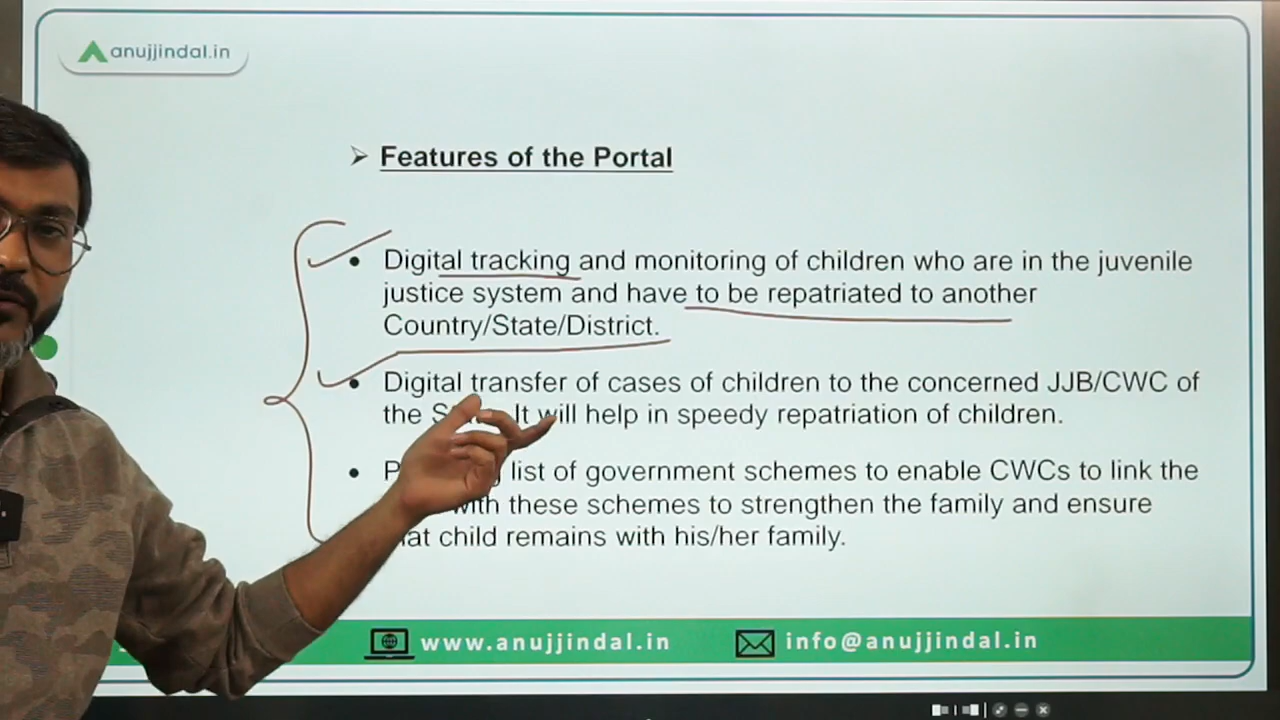 anujjindal.in
Features of the Portal
Digital tracking and monitoring of children who are in the juvenile
justice system and have to be repatriated to another
Country/State/District.
Digital transfer of cases of children to the concerned JJB/CWC of
the It will help in speedy repatriation of children.
list of government schemes to enable CWCs to link the
with these schemes to strengthen the family and ensure
that child remains with his/her family.
www.anujjindal.in info@anujjindal.in